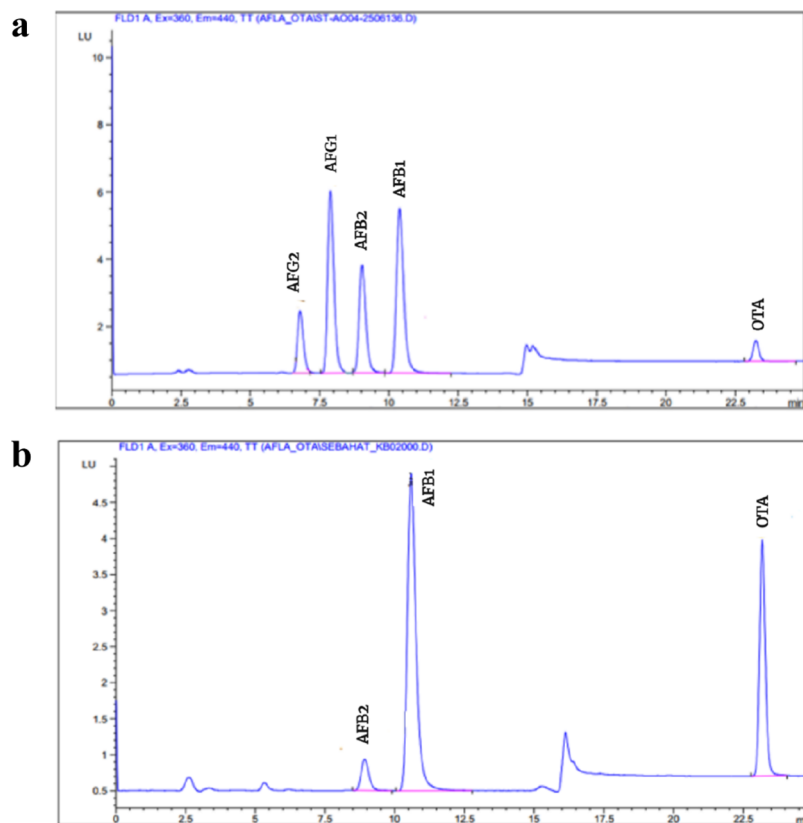 a
FLD1 A, Ex=360, Em=440, TT (AFLA_OTA\ST-AO04-2506136.D)
LU
10
8
6
4
2
AFG2
AFG1
AFB2
AFB1
OTA
0 2.5 5 7.5 10 12.5 15 17.5 20 22.5 min
b
FLD1 A, Ex=360, Em=440, TT (AFLA_OTA\SEBAHAT_KB02000.D)
LU
4.5
4
3.5
3
2.5
2
1.5
1
0.5
AFB2
AFB1
OTA
0 2.5 5 7.5 10 12.5 15 17.5 20 22.5 min